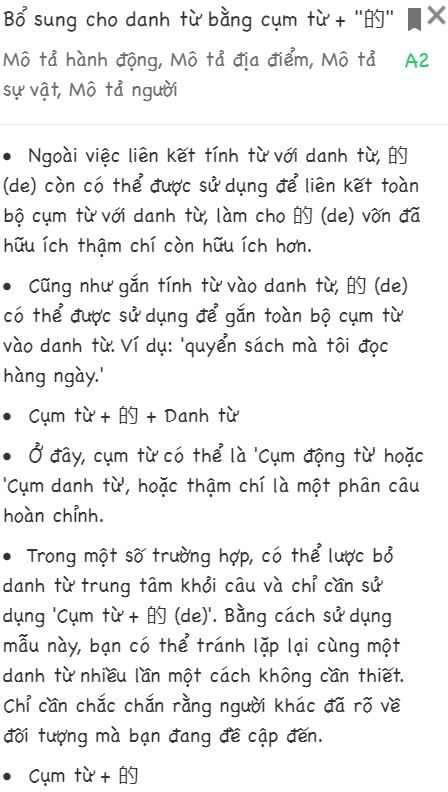 Bổ sung cho danh từ bằng cụm từ + "的"
Mô tả hành động, Mô tả địa điểm, Mô tả
sự vật, Mô tả người
A2
• Ngoài việc liên kết tính từ với danh từ, 的
(de) còn có thể được sử dụng để liên kết toàn
bộ cụm từ với danh từ, làm cho 的 (de) vốn đã
hữu ích thậm chí còn hữu ích hơn.
• Cũng như gắn tính từ vào danh từ, 的 (de)
có thể được sử dụng để gắn toàn bộ cụm từ
vào danh từ. Ví dụ: 'quyển sách mà tôi đọc
hàng ngày.'
• Cụm từ + 的 + Danh từ
• Ở đây, cụm từ có thể là 'Cụm động từ' hoặc
'Cụm danh từ', hoặc thậm chí là một phân câu
hoàn chỉnh.
• Trong một số trường hợp, có thể lược bỏ
danh từ trung tâm khỏi câu và chỉ cần sử
dụng 'Cụm từ + 的 (de)'. Bằng cách sử dụng
mẫu này, bạn có thể tránh lặp lại cùng một
danh từ nhiều lần một cách không cần thiết.
Chỉ cần chắc chắn rằng người khác đã rõ về
đối tượng mà bạn đang đề cập đến.
• Cụm từ + 的